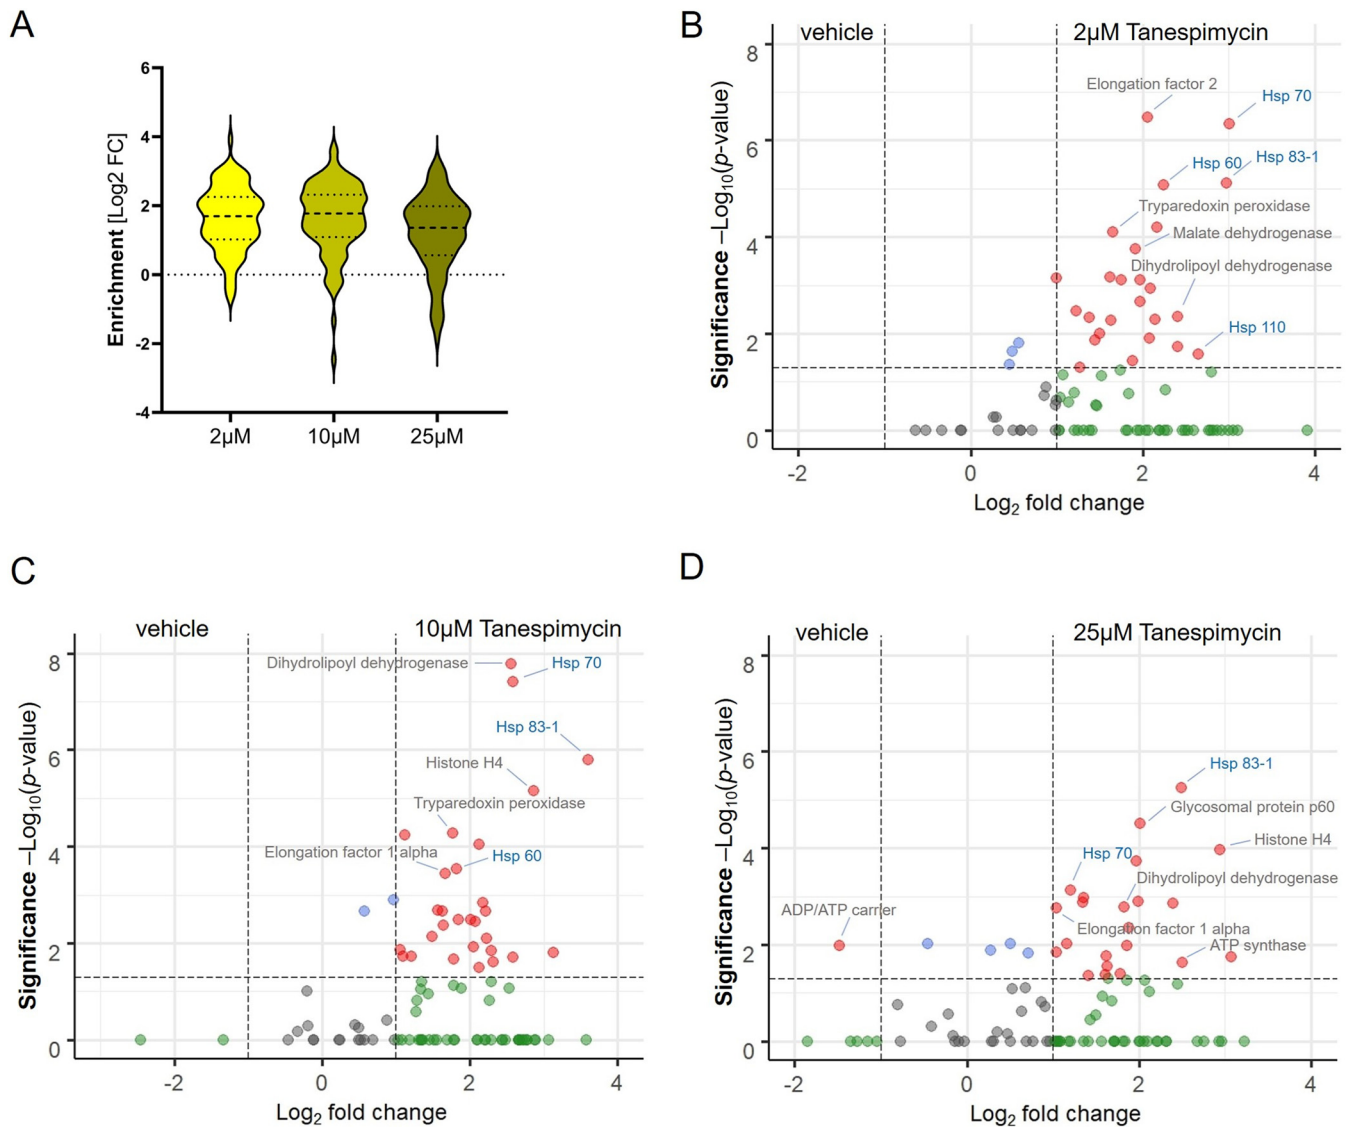 A
Enrichment [Log2 FC]
6
4
2
0
-2
-4
2µM
10µM
25µM
B
vehicle
2µM Tanespimycin
Significance –Log10(p-value)
8
6
4
2
0
Elongation factor 2
Hsp 70
Hsp 60
Hsp 83-1
Tryparedoxin peroxidase
Malate dehydrogenase
Dihydrolipoyl dehydrogenase
Hsp 110
-2
0
2
4
Log2 fold change
C
vehicle
10µM Tanespimycin
Significance –Log10(p-value)
8
6
4
2
0
Dihydrolipoyl dehydrogenase
Hsp 70
Hsp 83-1
Histone H4
Tryparedoxin peroxidase
Elongation factor 1 alpha
Hsp 60
-2
0
2
4
Log2 fold change
D
vehicle
25µM Tanespimycin
Significance –Log10(p-value)
8
6
4
2
0
Hsp 83-1
Glycosomal protein p60
Histone H4
Hsp 70
Dihydrolipoyl dehydrogenase
ADP/ATP carrier
Elongation factor 1 alpha
ATP synthase
-2
0
2
4
Log2 fold change